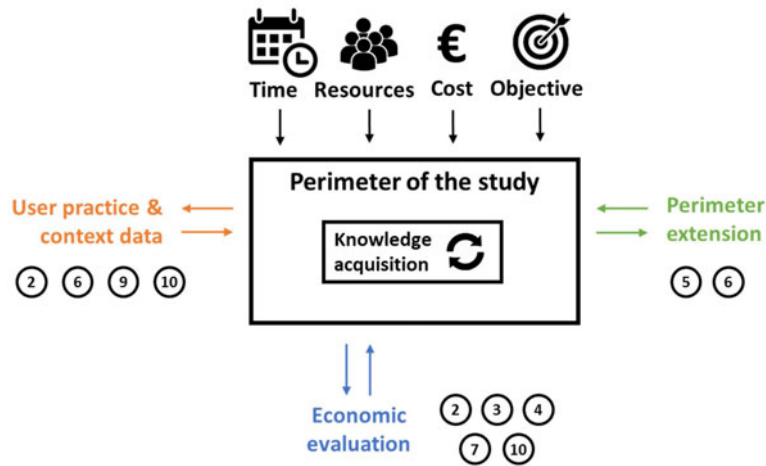 €
Time Resources Cost Objective
Perimeter of the study
User practice &
context data
2 6 9 10
Knowledge
acquisition
Perimeter
extension
5 6
Economic
evaluation
2 3 4
7 10